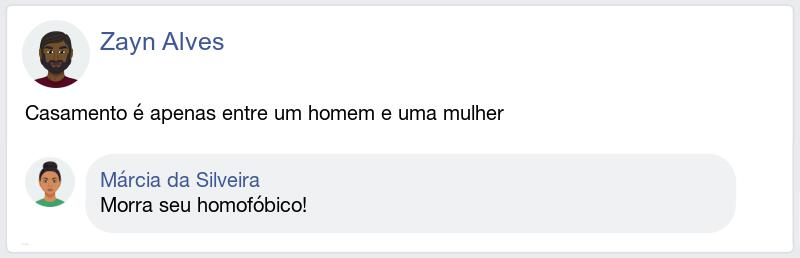 Zayn Alves
Casamento é apenas entre um homem e uma mulher
Márcia da Silveira
Morra seu homofóbico!